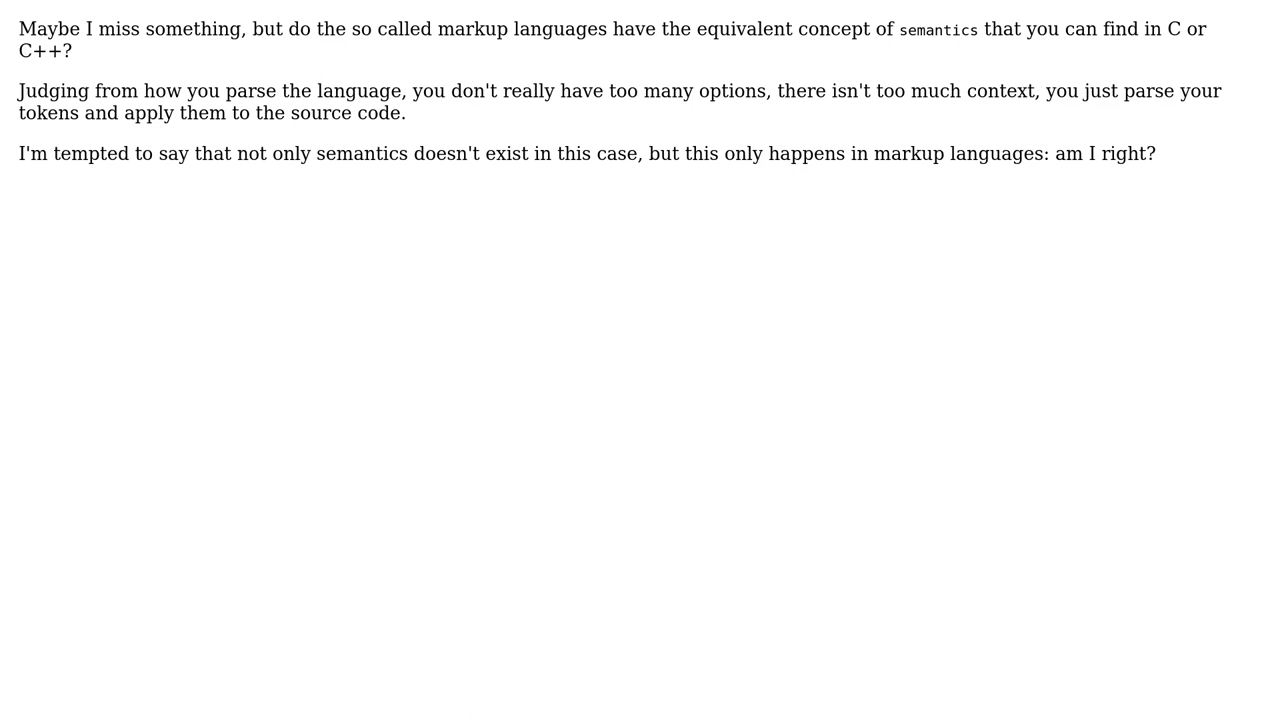 Maybe I miss something, but do the so called markup languages have the equivalent concept of semantics that you can find in C or
C++?
Judging from how you parse the language, you don't really have too many options, there isn't too much context, you just parse your
tokens and apply them to the source code.
I'm tempted to say that not only semantics doesn't exist in this case, but this only happens in markup languages: am I right?